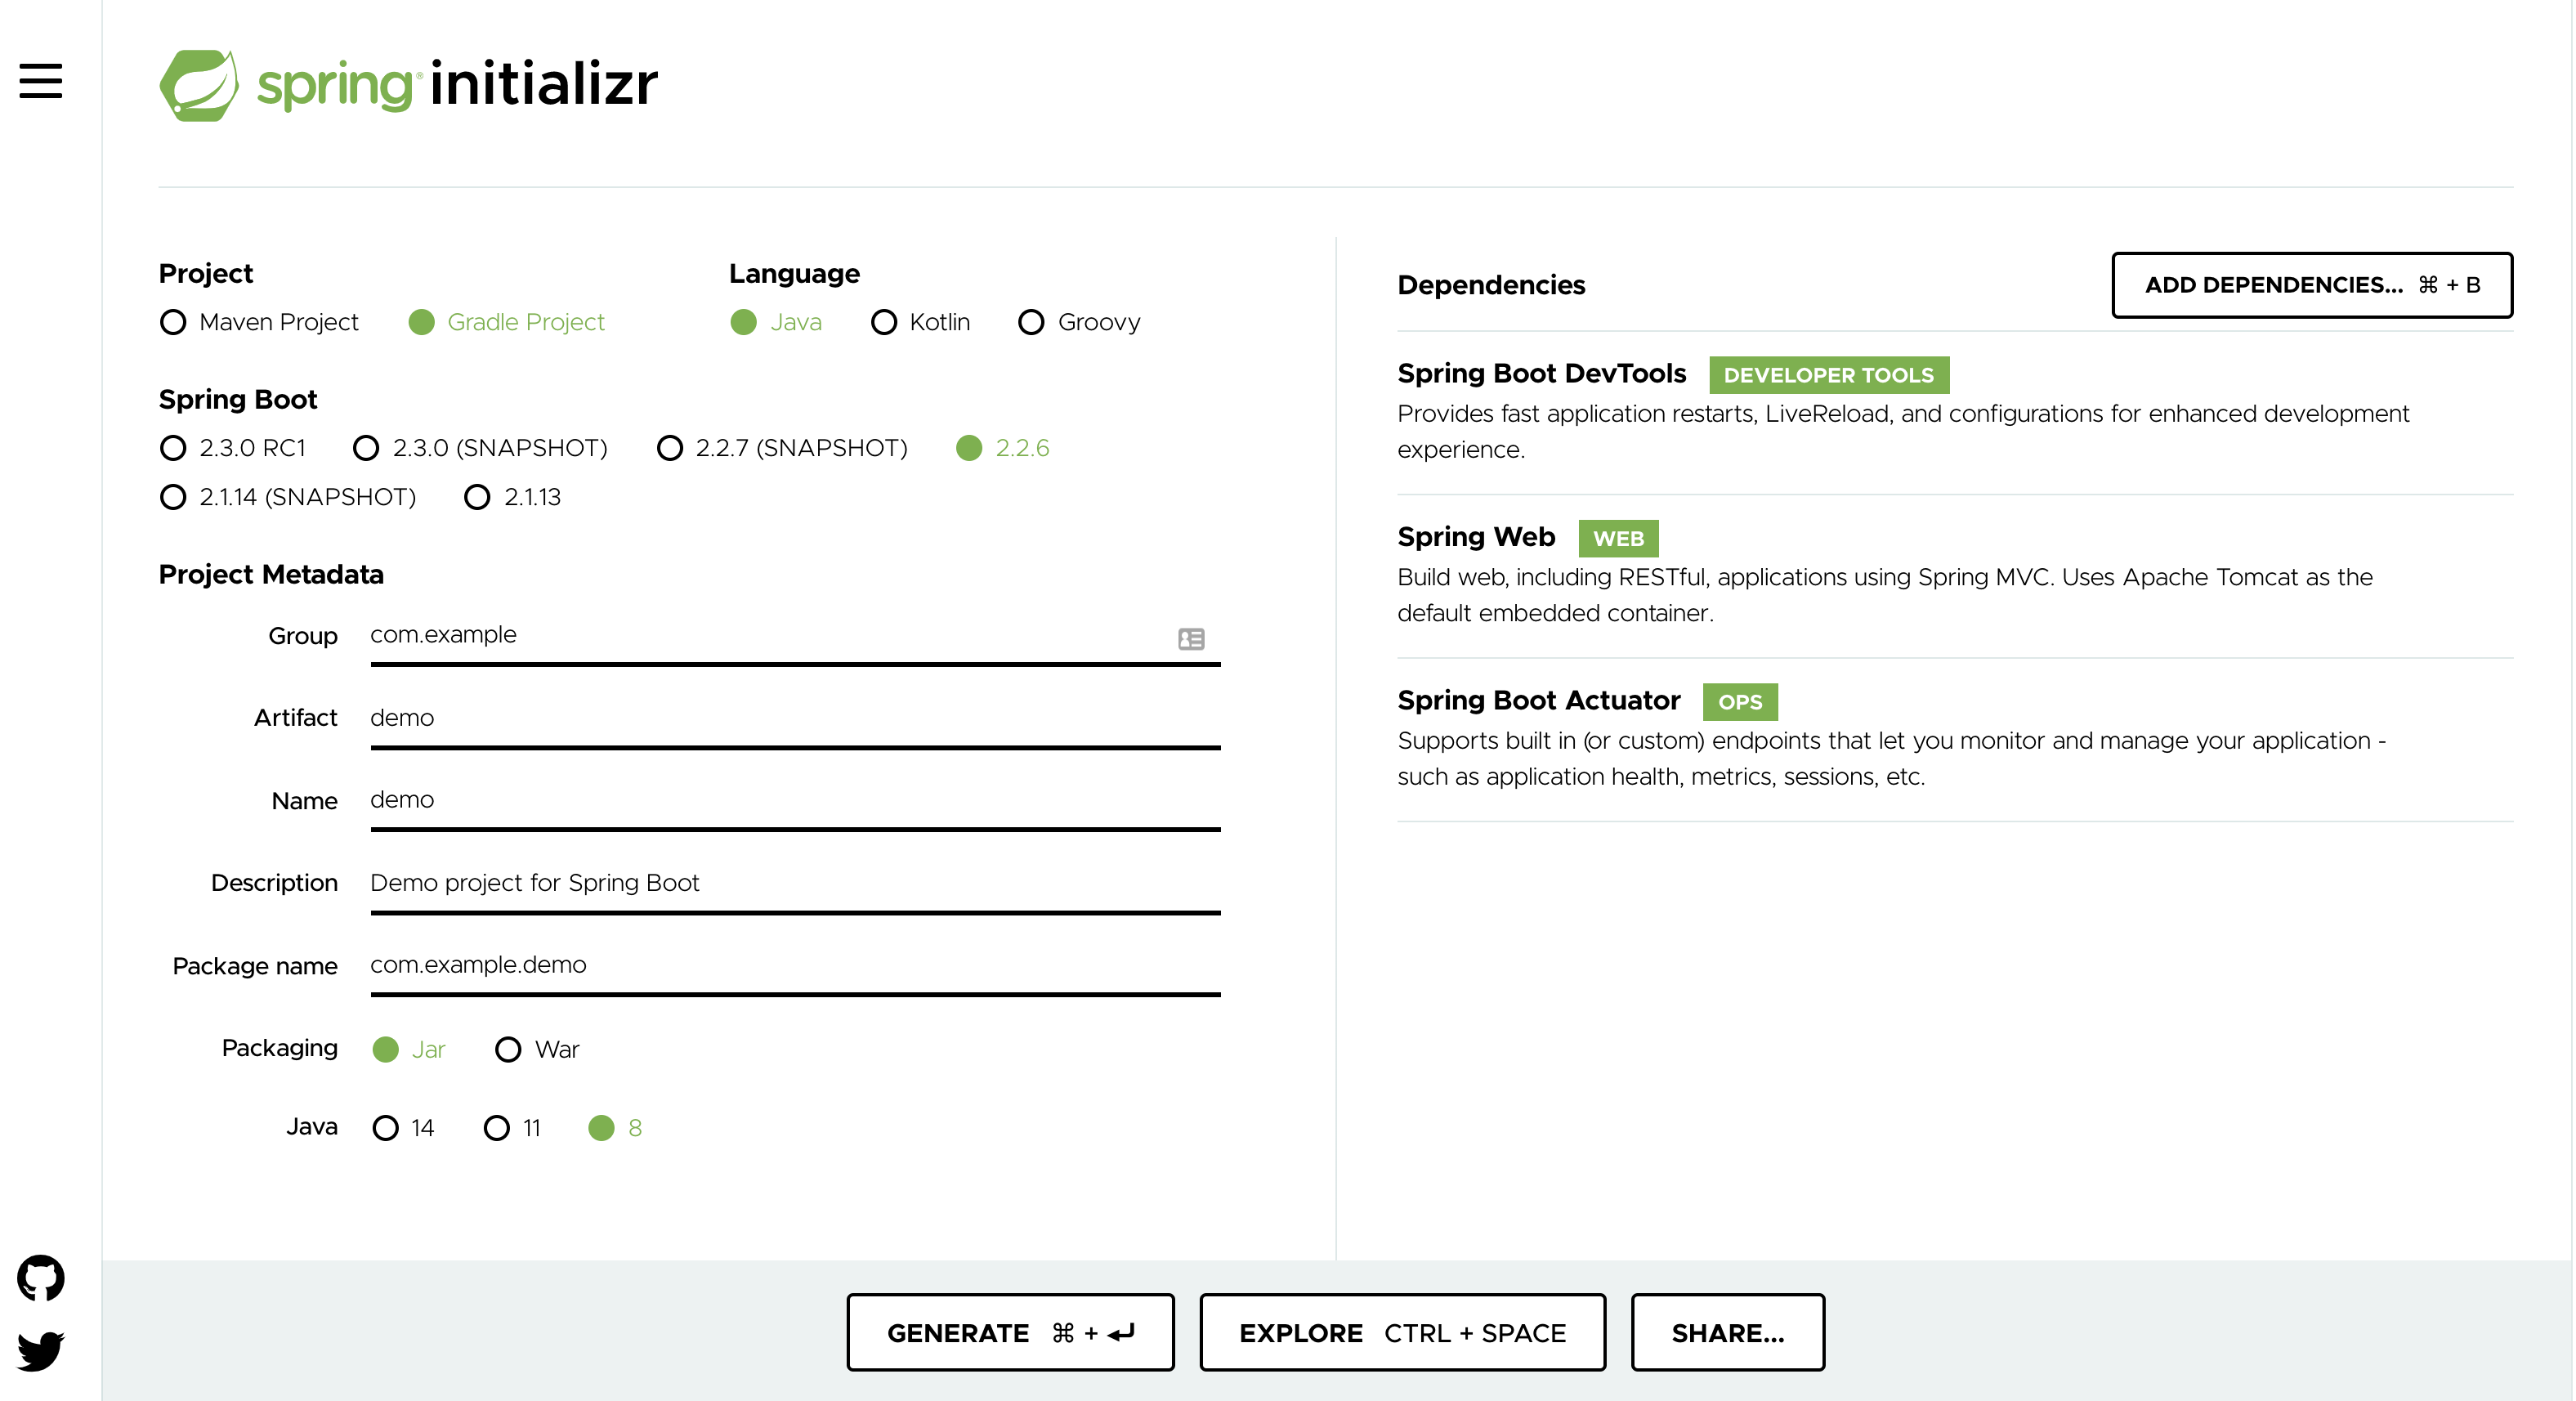 spring initializr
Project
Maven Project Gradle Project
Language
Java Kotlin Groovy
Spring Boot
2.3.0 RC1 2.3.0 (SNAPSHOT) 2.2.7 (SNAPSHOT) 2.2.6
2.1.14 (SNAPSHOT) 2.1.13
Project Metadata
Group com.example
Artifact demo
Name demo
Description Demo project for Spring Boot
Package name com.example.demo
Packaging Jar War
Java 14 11 8
Dependencies
ADD DEPENDENCIES... ⌘ + B
Spring Boot DevTools DEVELOPER TOOLS
Provides fast application restarts, LiveReload, and configurations for enhanced development
experience.
Spring Web WEB
Build web, including RESTful, applications using Spring MVC. Uses Apache Tomcat as the
default embedded container.
Spring Boot Actuator OPS
Supports built in (or custom) endpoints that let you monitor and manage your application -
such as application health, metrics, sessions, etc.
GENERATE ⌘ + ↵
EXPLORE CTRL + SPACE
SHARE...